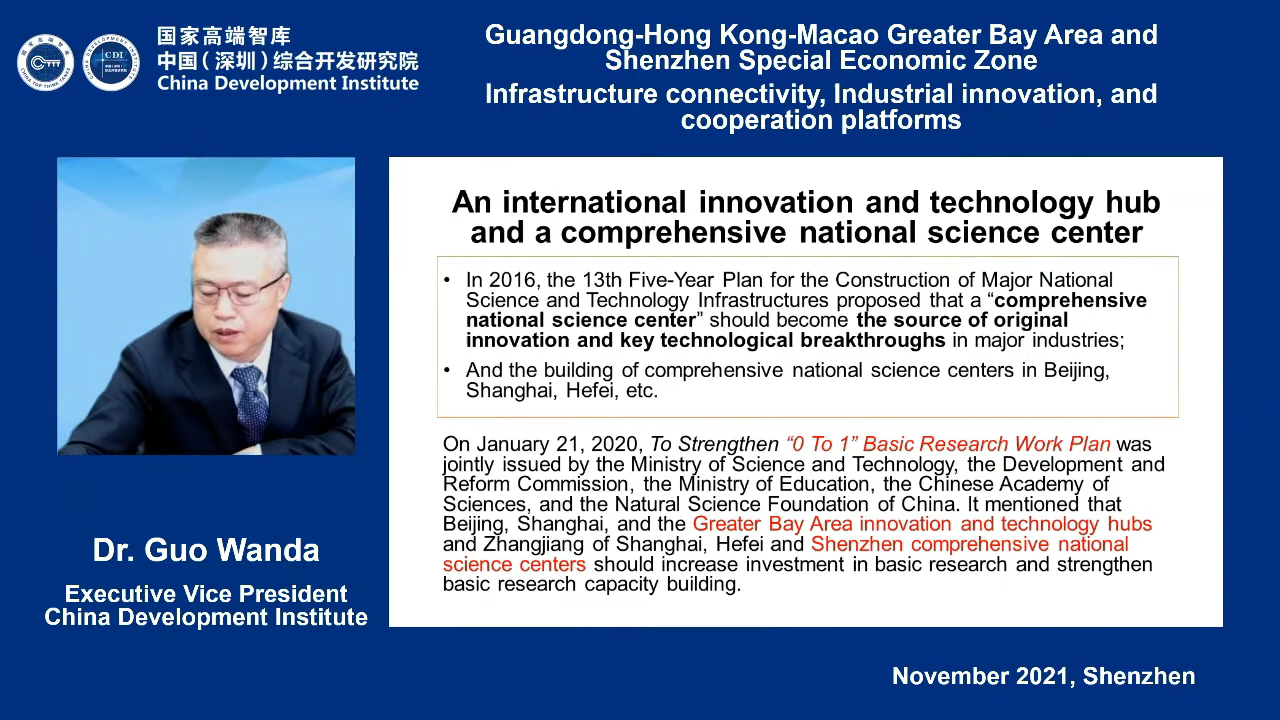 国家高端智库
中国（深圳）综合开发研究院
China Development Institute
CDI
Guangdong-Hong Kong-Macao Greater Bay Area and
Shenzhen Special Economic Zone
Infrastructure connectivity, Industrial innovation, and
cooperation platforms
An international innovation and technology hub
and a comprehensive national science center
• In 2016, the 13th Five-Year Plan for the Construction of Major National
Science and Technology Infrastructures proposed that a “comprehensive
national science center” should become the source of original
innovation and key technological breakthroughs in major industries;
• And the building of comprehensive national science centers in Beijing,
Shanghai, Hefei, etc.
On January 21, 2020, To Strengthen “0 To 1” Basic Research Work Plan was
jointly issued by the Ministry of Science and Technology, the Development and
Reform Commission, the Ministry of Education, the Chinese Academy of
Sciences, and the Natural Science Foundation of China. It mentioned that
Beijing, Shanghai, and the Greater Bay Area innovation and technology hubs
and Zhangjiang of Shanghai, Hefei and Shenzhen comprehensive national
science centers should increase investment in basic research and strengthen
basic research capacity building.
Dr. Guo Wanda
Executive Vice President
China Development Institute
November 2021, Shenzhen